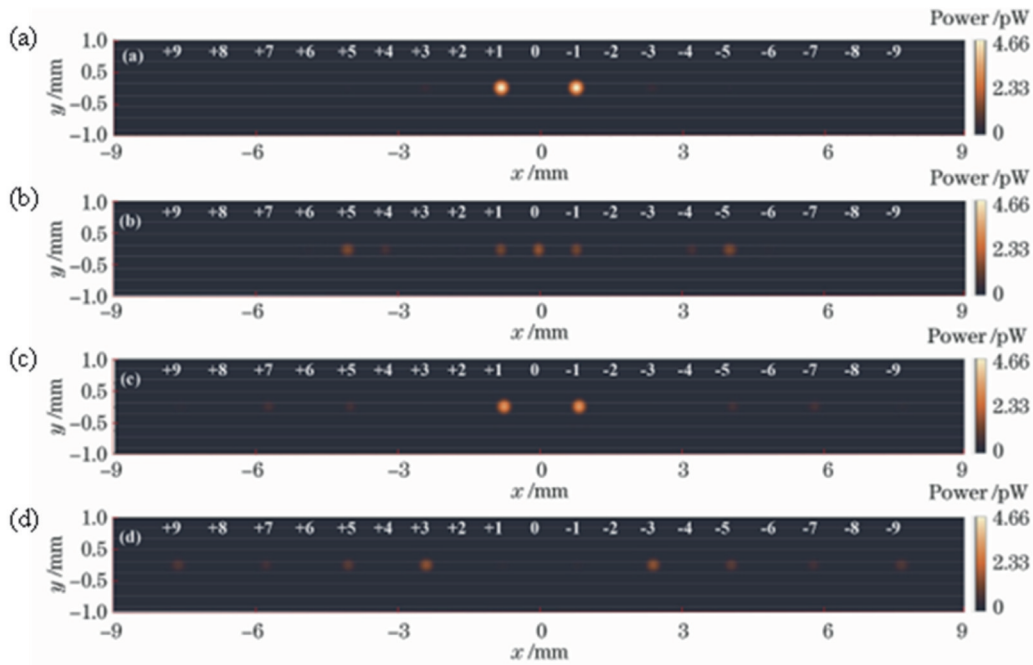 (a)
Power /pW
(a) +9 +8 +7 +6 +5 +4 +3 +2 +1 0 -1 -2 -3 -4 -5 -6 -7 -8 -9
1.0
0.5
−0.5
−1.0
y /mm
4.66
2.33
0
−9 −6 −3 0 3 6 9
x /mm
(b)
Power /pW
(b) +9 +8 +7 +6 +5 +4 +3 +2 +1 0 -1 -2 -3 -4 -5 -6 -7 -8 -9
1.0
0.5
−0.5
−1.0
y /mm
4.66
2.33
0
−9 −6 −3 0 3 6 9
x /mm
(c)
Power /pW
(c) +9 +8 +7 +6 +5 +4 +3 +2 +1 0 -1 -2 -3 -4 -5 -6 -7 -8 -9
1.0
0.5
−0.5
−1.0
y /mm
4.66
2.33
0
−9 −6 −3 0 3 6 9
x /mm
(d)
Power /pW
(d) +9 +8 +7 +6 +5 +4 +3 +2 +1 0 -1 -2 -3 -4 -5 -6 -7 -8 -9
1.0
0.5
−0.5
−1.0
y /mm
4.66
2.33
0
−9 −6 −3 0 3 6 9
x /mm